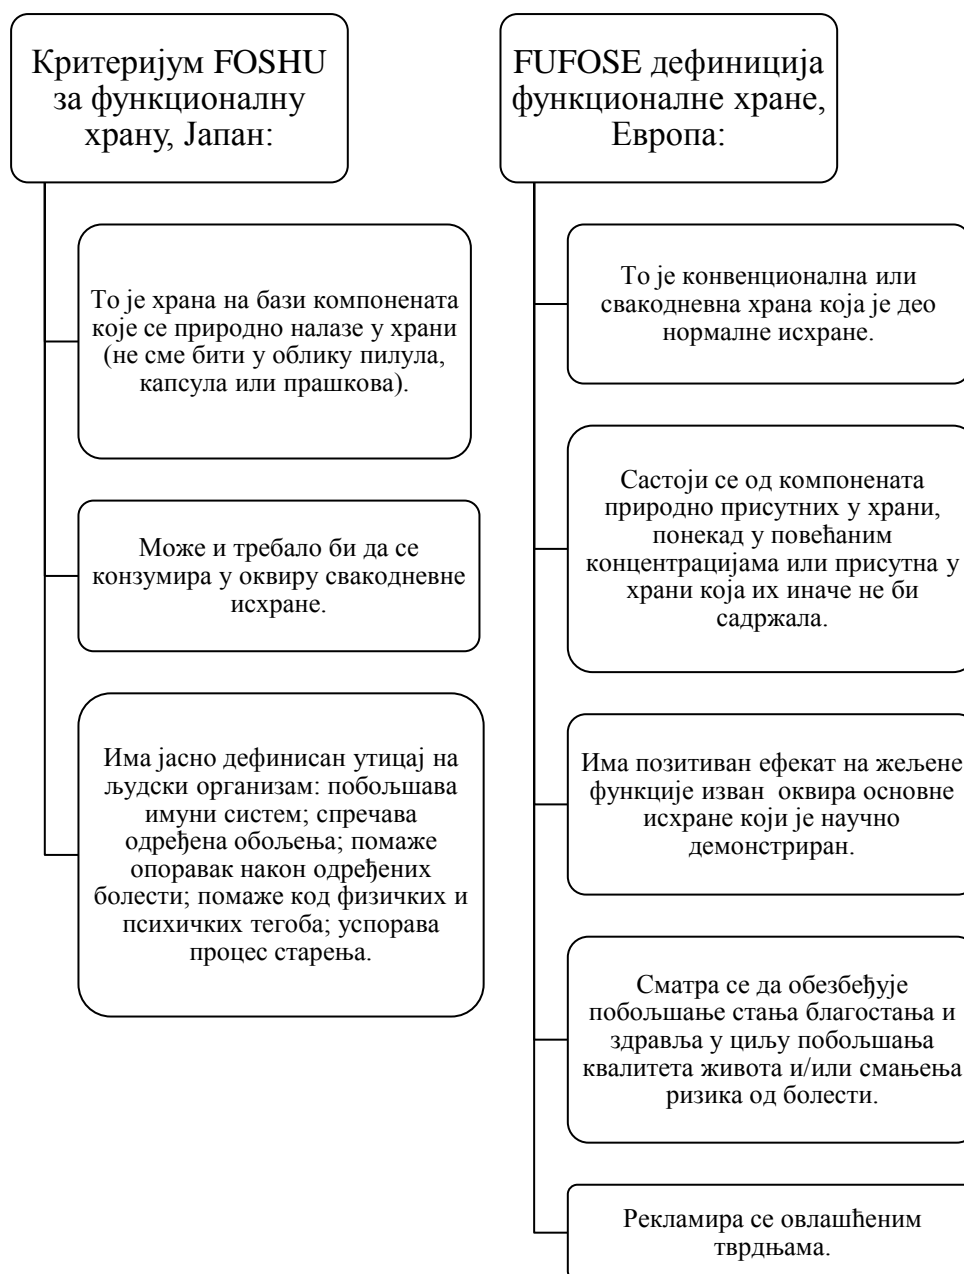 Критеријум FOSHU
за функционалну
храну, Јапан:
То је храна на бази компонената
које се природно налазе у храни
(не сме бити у облику пилула,
капсула или прашкова).
Може и требало би да се
конзумира у оквиру свакодневне
исхране.
Има јасно дефинисан утицај на
људски организам: побољшава
имуни систем; спречава
одређена обољења; помаже
опоравак након одређених
болести; помаже код физичких и
психичких тегоба; успорава
процес старења.
FUFOSE дефиниција
функционалне хране,
Европа:
То је конвенционална или
свакодневна храна која је део
нормалне исхране.
Састоји се од компонената
природно присутних у храни,
понекад у повећаним
концентрацијама или присутна у
храни која их иначе не би
садржала.
Има позитиван ефекат на жељене
функције изван оквира основне
исхране који је научно
демонстриран.
Сматра се да обезбеђује
побољшање стања благостања и
здравља у циљу побољшања
квалитета живота и/или смањења
ризика од болести.
Рекламира се овлашћеним
тврдњама.